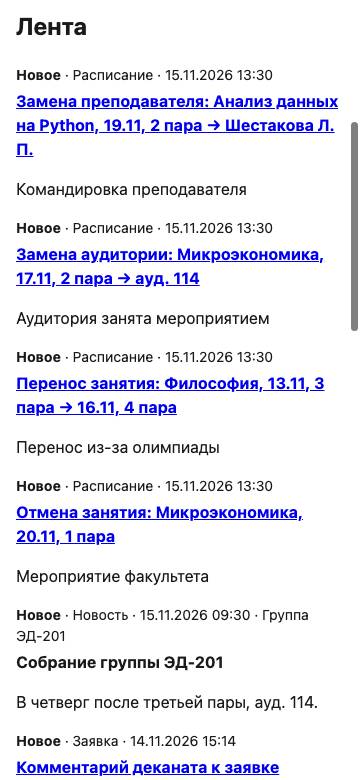 Лента
Новое · Расписание · 15.11.2026 13:30
Замена преподавателя: Анализ данных
на Python, 19.11, 2 пара → Шестакова Л.
П.
Командировка преподавателя
Новое · Расписание · 15.11.2026 13:30
Замена аудитории: Микроэкономика,
17.11, 2 пара → ауд. 114
Аудитория занята мероприятием
Новое · Расписание · 15.11.2026 13:30
Перенос занятия: Философия, 13.11, 3
пара → 16.11, 4 пара
Перенос из-за олимпиады
Новое · Расписание · 15.11.2026 13:30
Отмена занятия: Микроэкономика,
20.11, 1 пара
Мероприятие факультета
Новое · Новость · 15.11.2026 09:30 · Группа
ЭД-201
Собрание группы ЭД-201
В четверг после третьей пары, ауд. 114.
Новое · Заявка · 14.11.2026 15:14
Комментарий деканата к заявке